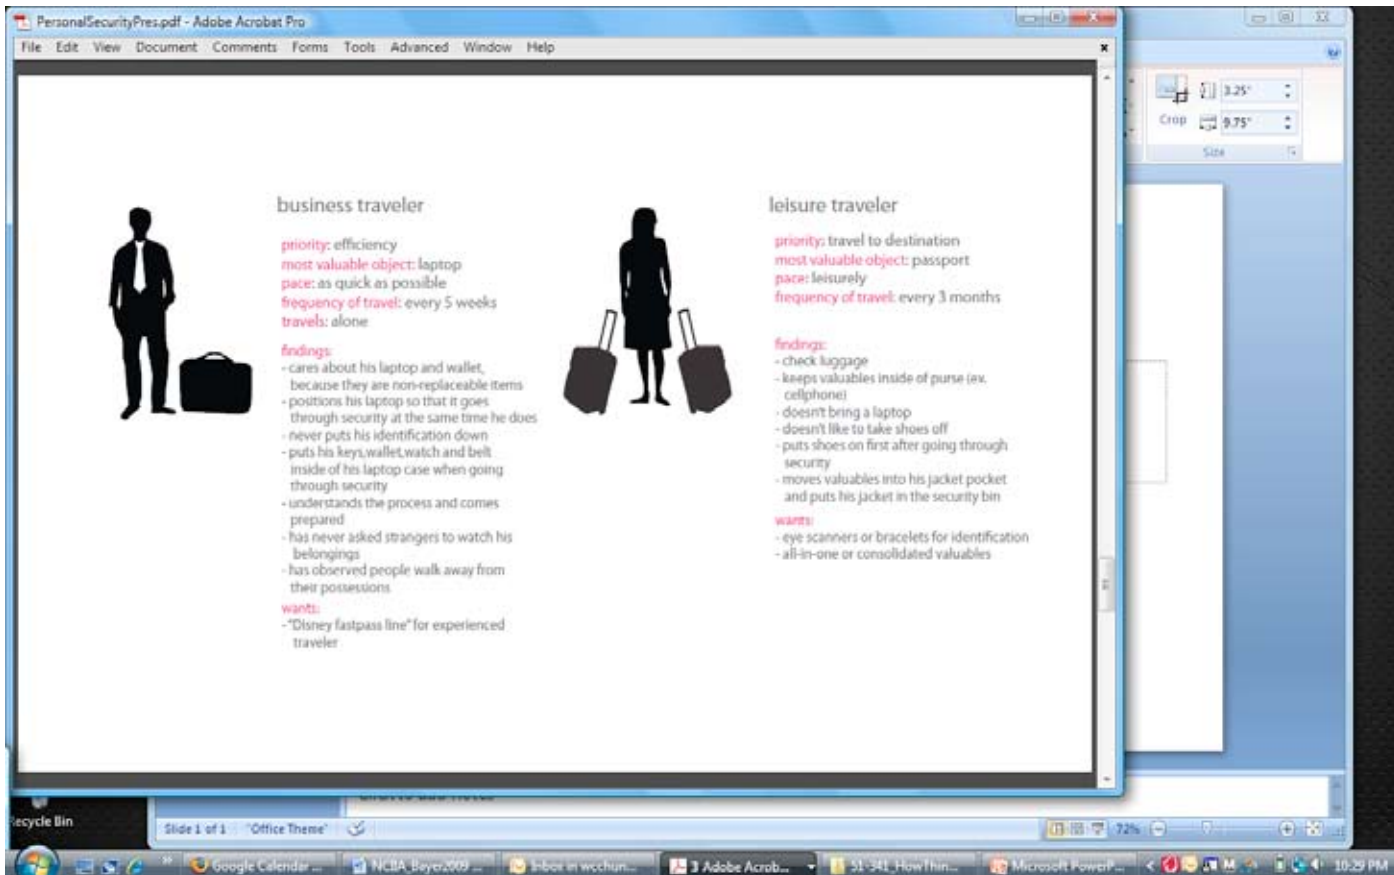 PersonalSecurityPres.pdf - Adobe Acrobat Pro
File Edit View Document Comments Forms Tools Advanced Window Help
3.25"
Crop
9.75"
Size
business traveler
priority: efficiency
most valuable object: laptop
pace: as quick as possible
frequency of travel: every 5 weeks
travels: alone
findings:
- cares about his laptop and wallet,
because they are non-replaceable items
- positions his laptop so that it goes
through security at the same time he does
- never puts his identification down
- puts his keys,wallet,watch and belt
inside of his laptop case when going
through security
- understands the process and comes
prepared
- has never asked strangers to watch his
belongings
- has observed people walk away from
their possessions
wants:
- "Disney fastpass line" for experienced
traveler
leisure traveler
priority: travel to destination
most valuable object: passport
pace: leisurely
frequency of travel: every 3 months
findings:
- check luggage
- keeps valuables inside of purse (ex.
cellphone)
- doesn't bring a laptop
- doesn't like to take shoes off
- puts shoes on first after going through
security
- moves valuables into his jacket pocket
and puts his jacket in the security bin
wants:
- eye scanners or bracelets for identification
- all-in-one or consolidated valuables
ecycle Bin
Slide 1 of 1 "Office Theme"
72%
Google Calendar ... NCIIA_Bayer2009 ... Inbox in wcchun... 3 Adobe Acrob... 51-341_HowThin... Microsoft PowerP... 10:29 PM